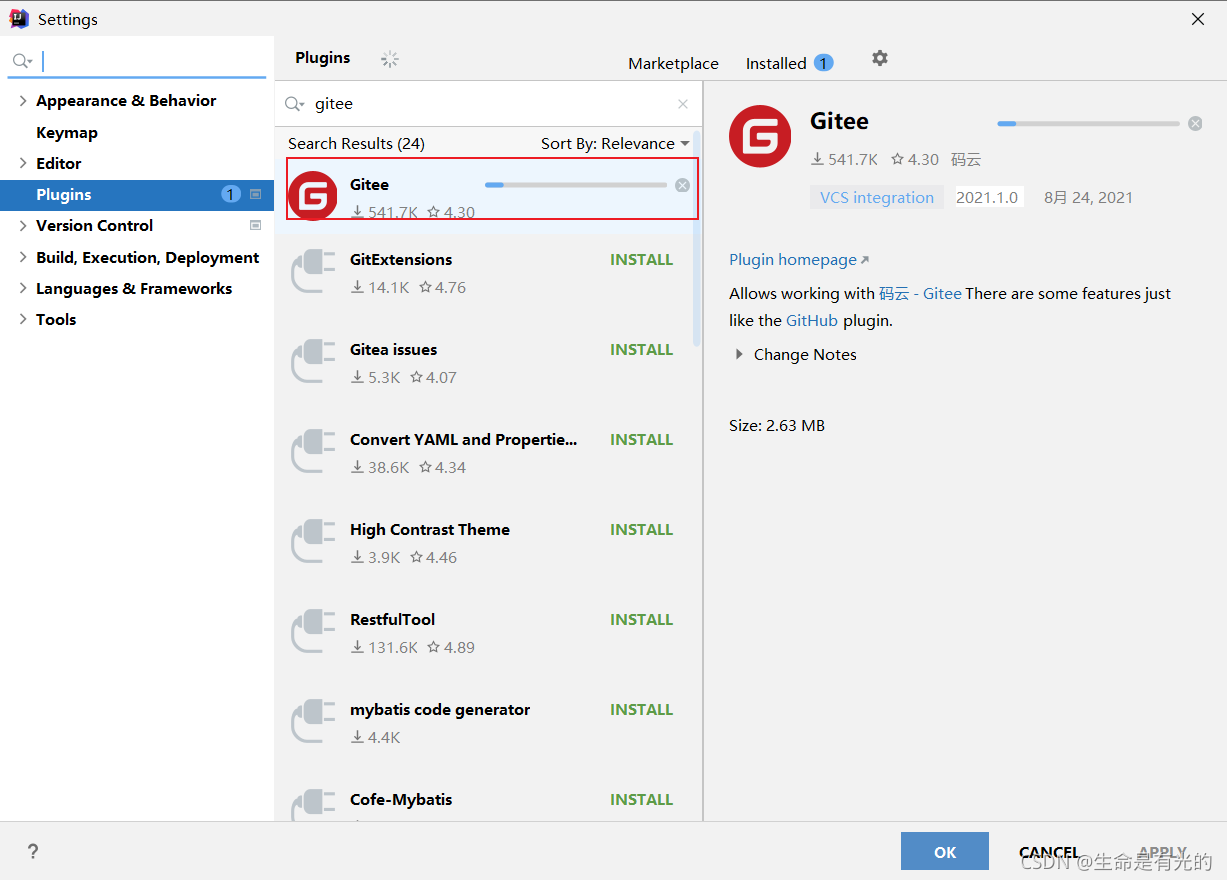 Settings
Plugins
Marketplace
Installed 1
Appearance & Behavior
Keymap
Editor
Plugins 1
Version Control
Build, Execution, Deployment
Languages & Frameworks
Tools
gitee
Search Results (24) Sort By: Relevance
Gitee
541.7K 4.30
GitExtensions INSTALL
14.1K 4.76
Gitea issues INSTALL
5.3K 4.07
Convert YAML and Propertie... INSTALL
38.6K 4.34
High Contrast Theme INSTALL
3.9K 4.46
RestfulTool INSTALL
131.6K 4.89
mybatis code generator INSTALL
4.4K
Cofe-Mybatis INSTALL
Gitee
541.7K 4.30 码云
VCS integration 2021.1.0 8月 24, 2021
Plugin homepage
Allows working with 码云 - Gitee There are some features just
like the GitHub plugin.
Change Notes
Size: 2.63 MB
?
OK CANCEL APPLY
CSDN @生命是有光的